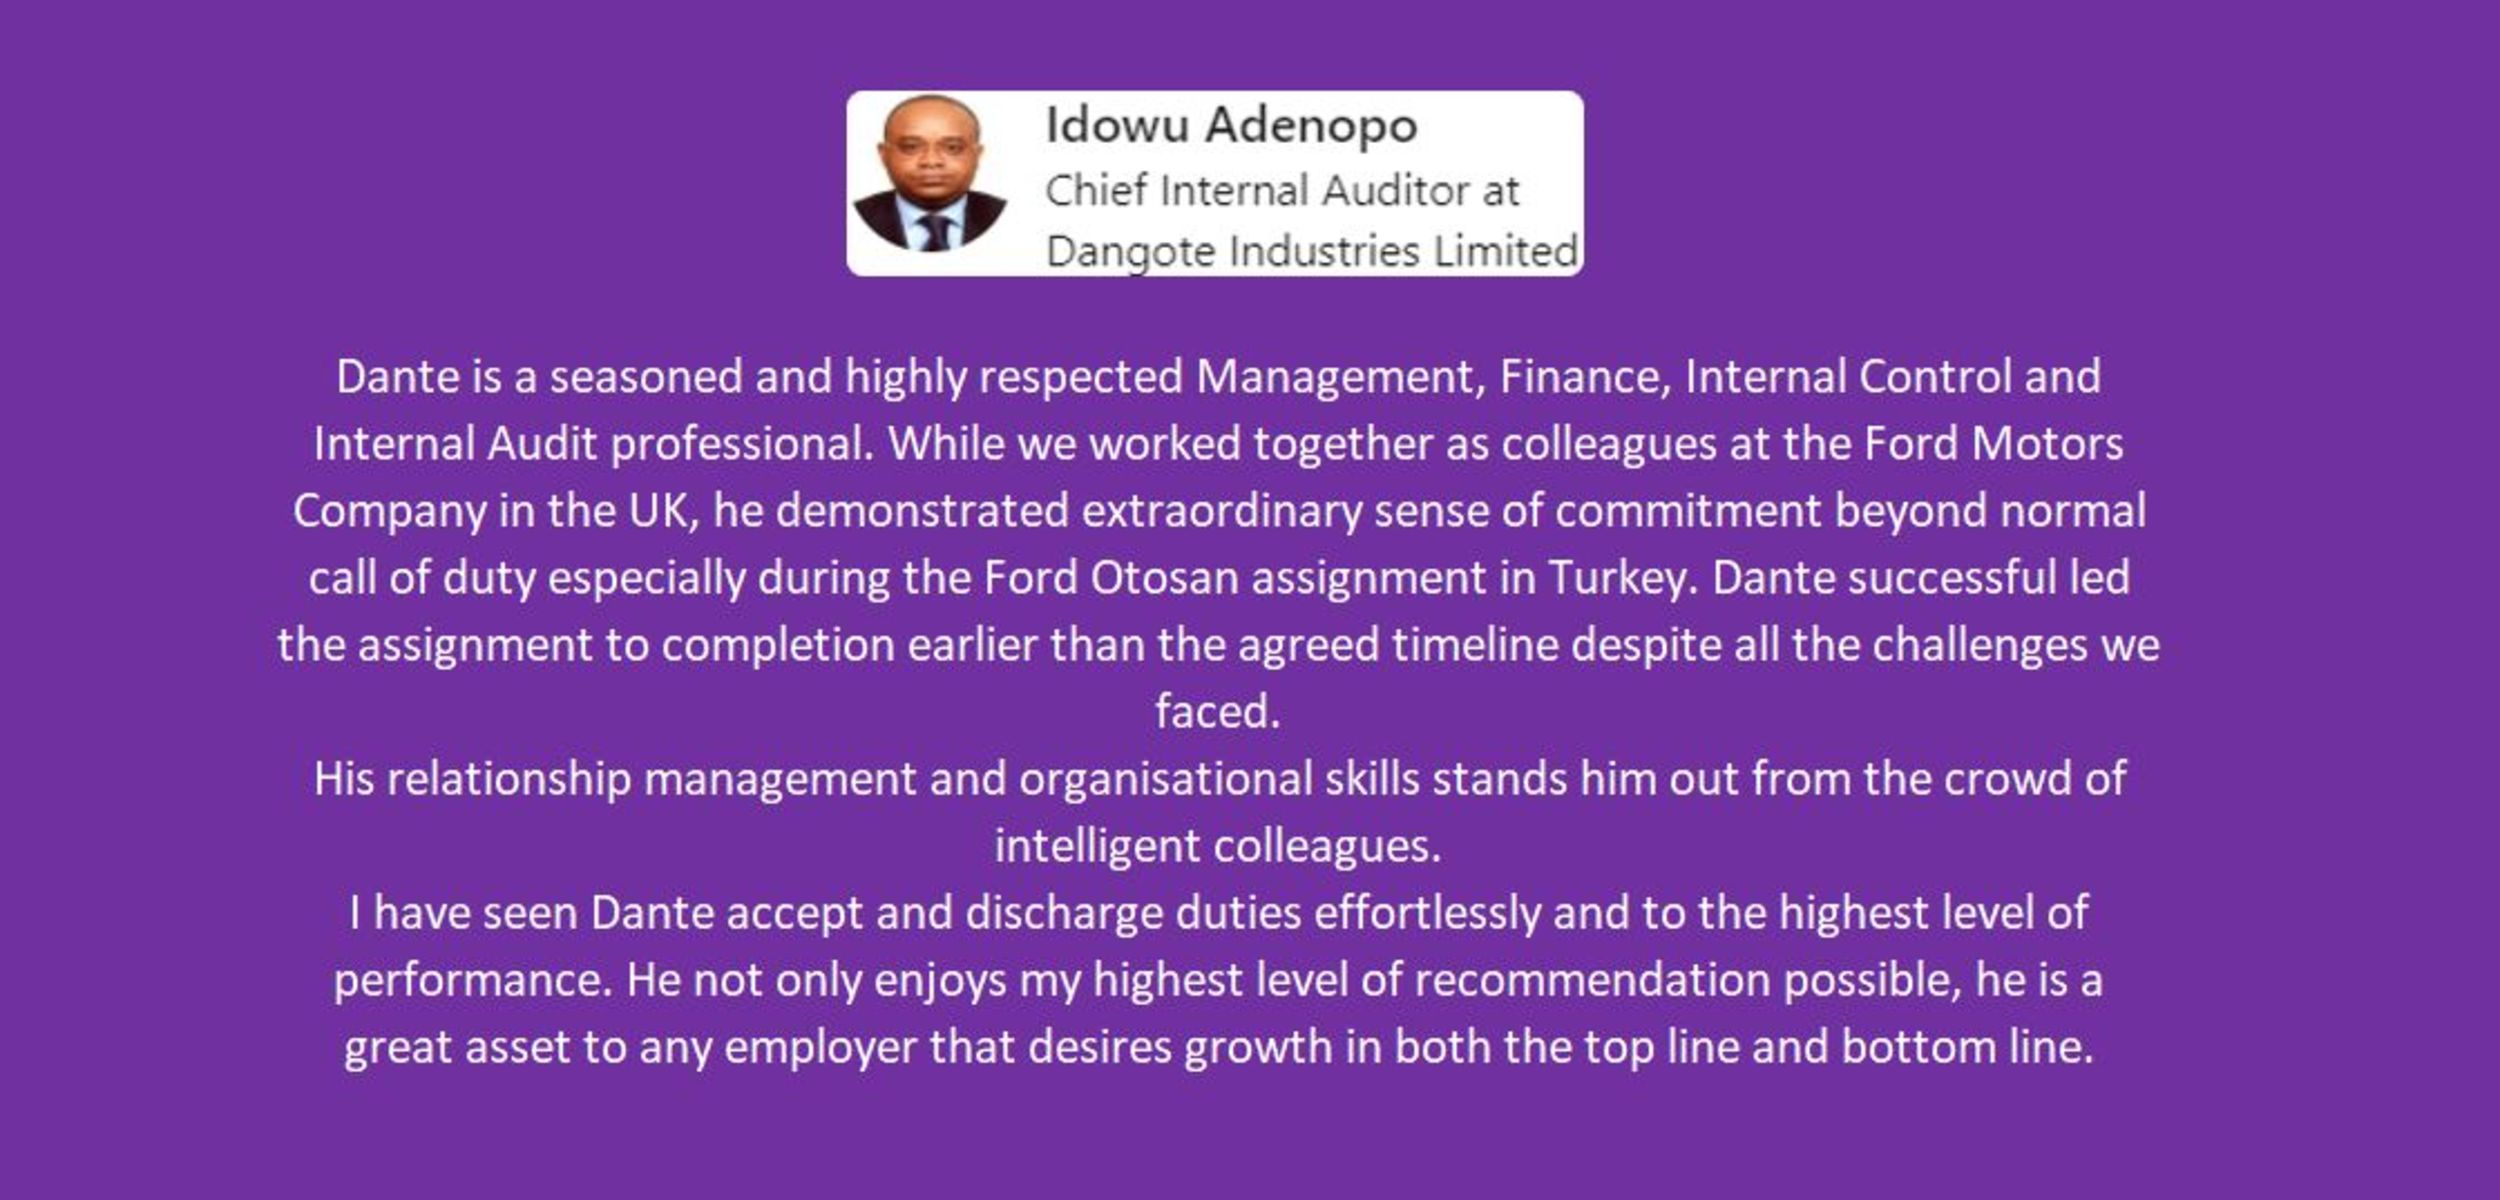 Idowu Adenopo
Chief Internal Auditor at
Dangote Industries Limited
Dante is a seasoned and highly respected Management, Finance, Internal Control and
Internal Audit professional. While we worked together as colleagues at the Ford Motors
Company in the UK, he demonstrated extraordinary sense of commitment beyond normal
call of duty especially during the Ford Otosan assignment in Turkey. Dante successful led
the assignment to completion earlier than the agreed timeline despite all the challenges we
faced.
His relationship management and organisational skills stands him out from the crowd of
intelligent colleagues.
I have seen Dante accept and discharge duties effortlessly and to the highest level of
performance. He not only enjoys my highest level of recommendation possible, he is a
great asset to any employer that desires growth in both the top line and bottom line.